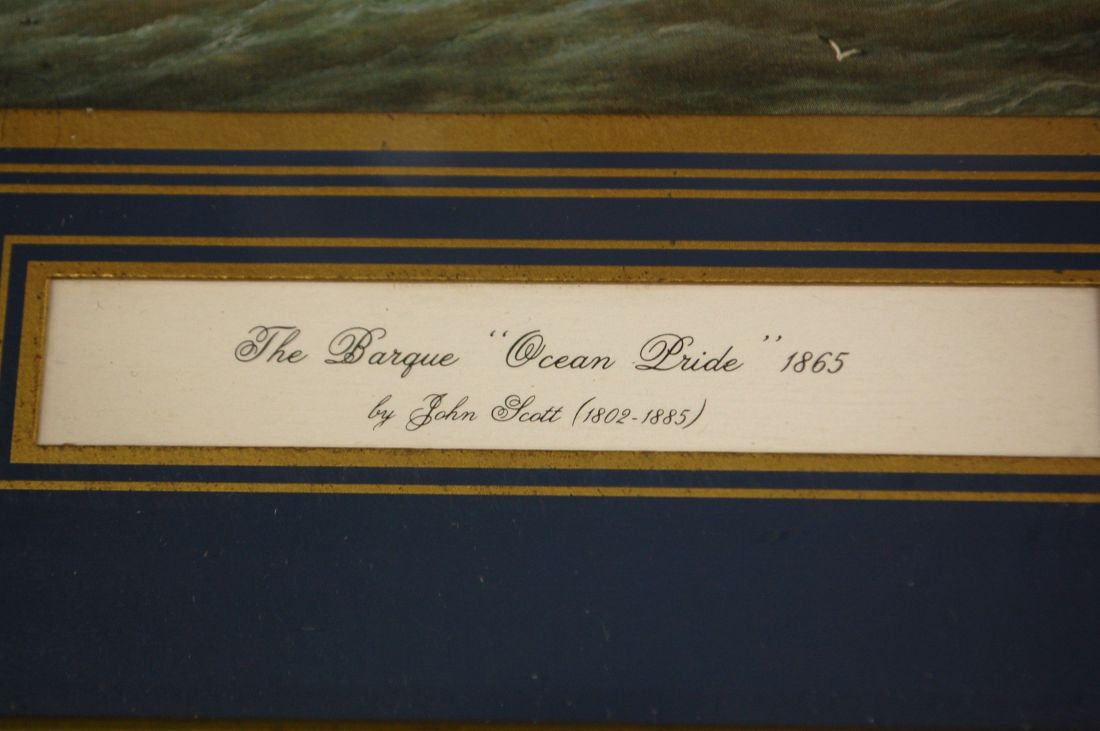 The Barque "Ocean Pride" 1865
by John Scott (1802-1885)